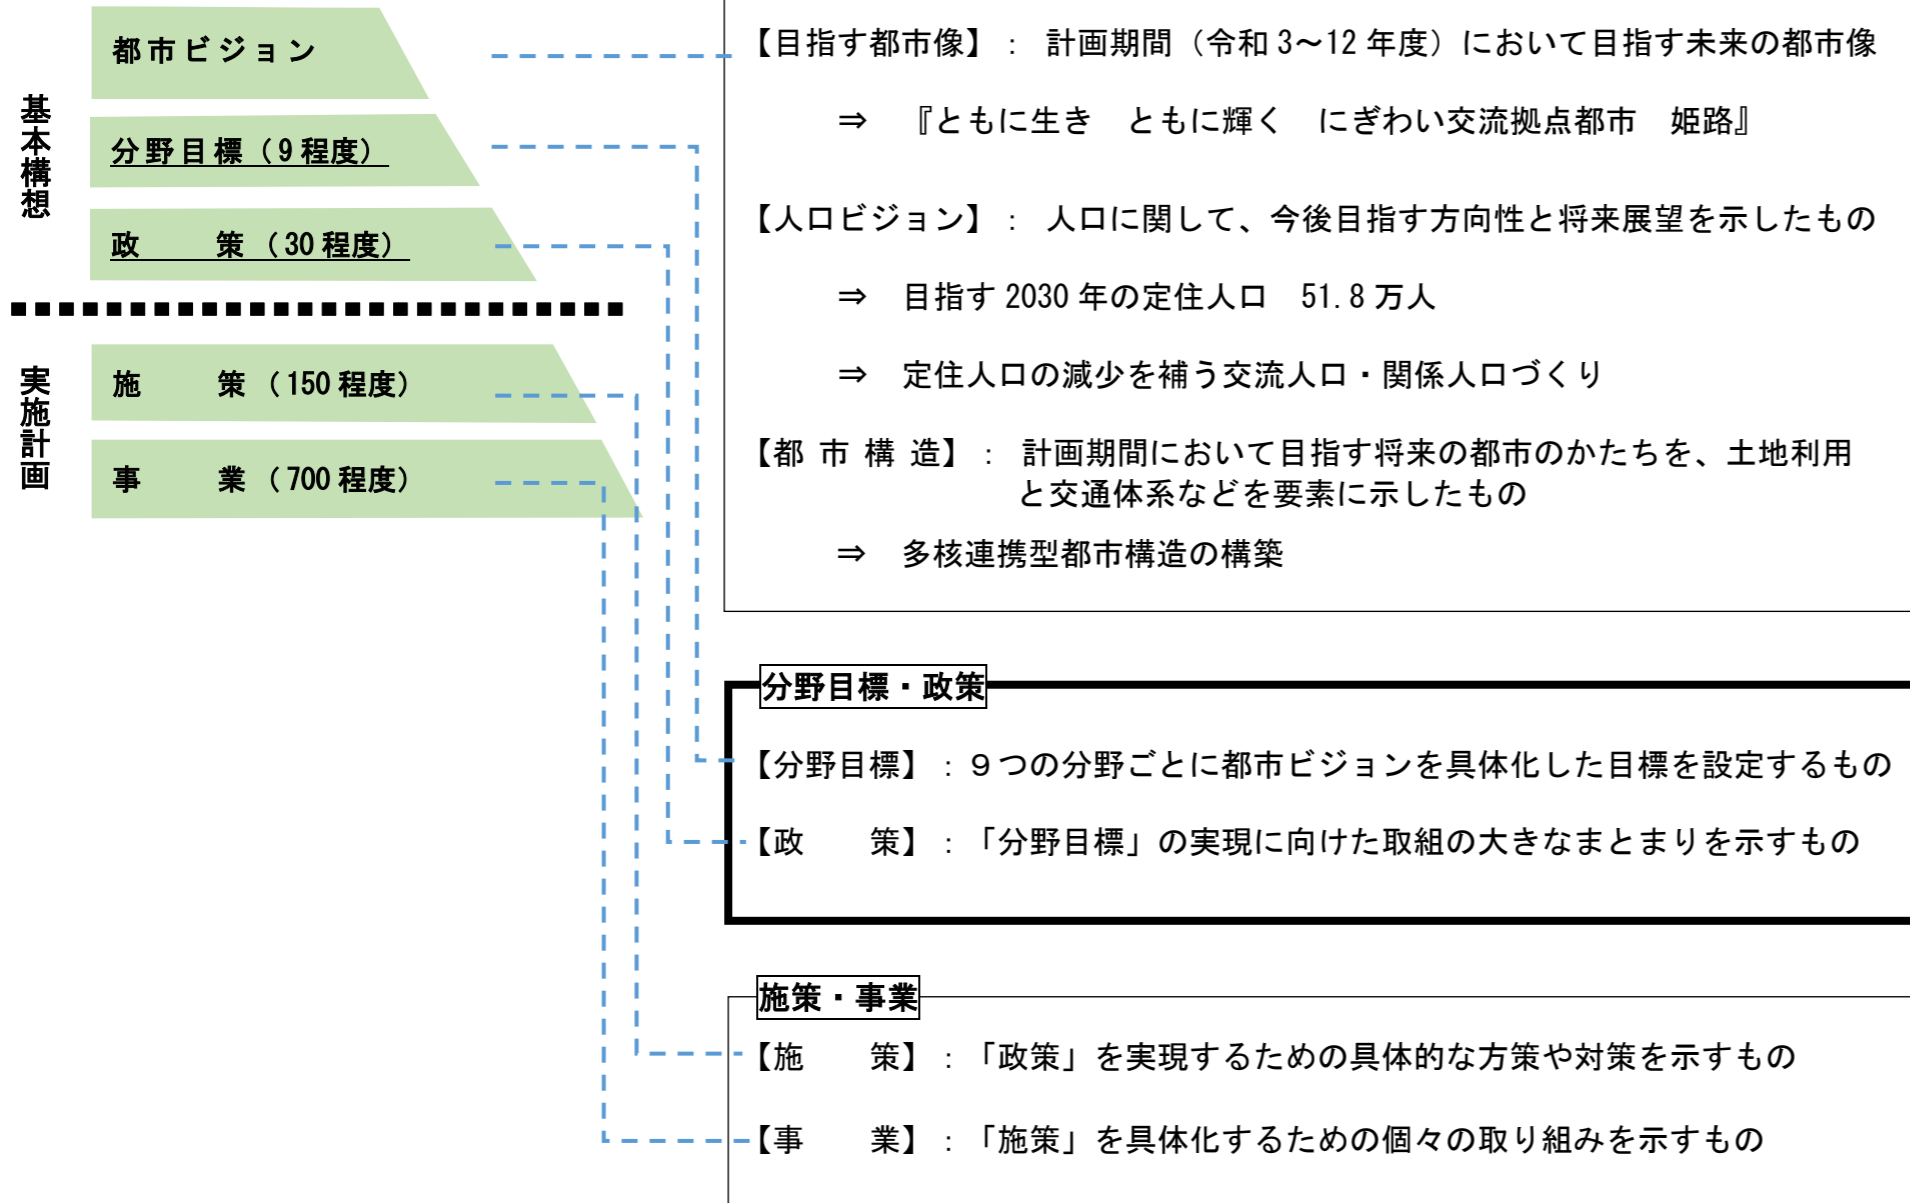 基本構想
都市ビジョン
分野目標（9程度）
政　　策（30程度）
実施計画
施　　策（150程度）
事　　業（700程度）
【目指す都市像】： 計画期間（令和3～12年度）において目指す未来の都市像
⇒ 『ともに生き　ともに輝く　にぎわい交流拠点都市　姫路』
【人口ビジョン】： 人口に関して、今後目指す方向性と将来展望を示したもの
⇒ 目指す2030年の定住人口　51.8万人
⇒ 定住人口の減少を補う交流人口・関係人口づくり
【都 市 構 造】： 計画期間において目指す将来の都市のかたちを、土地利用
と交通体系などを要素に示したもの
⇒ 多核連携型都市構造の構築
分野目標・政策
【分野目標】：９つの分野ごとに都市ビジョンを具体化した目標を設定するもの
【政　　策】：「分野目標」の実現に向けた取組の大きなまとまりを示すもの
施策・事業
【施　　策】：「政策」を実現するための具体的な方策や対策を示すもの
【事　　業】：「施策」を具体化するための個々の取り組みを示すもの